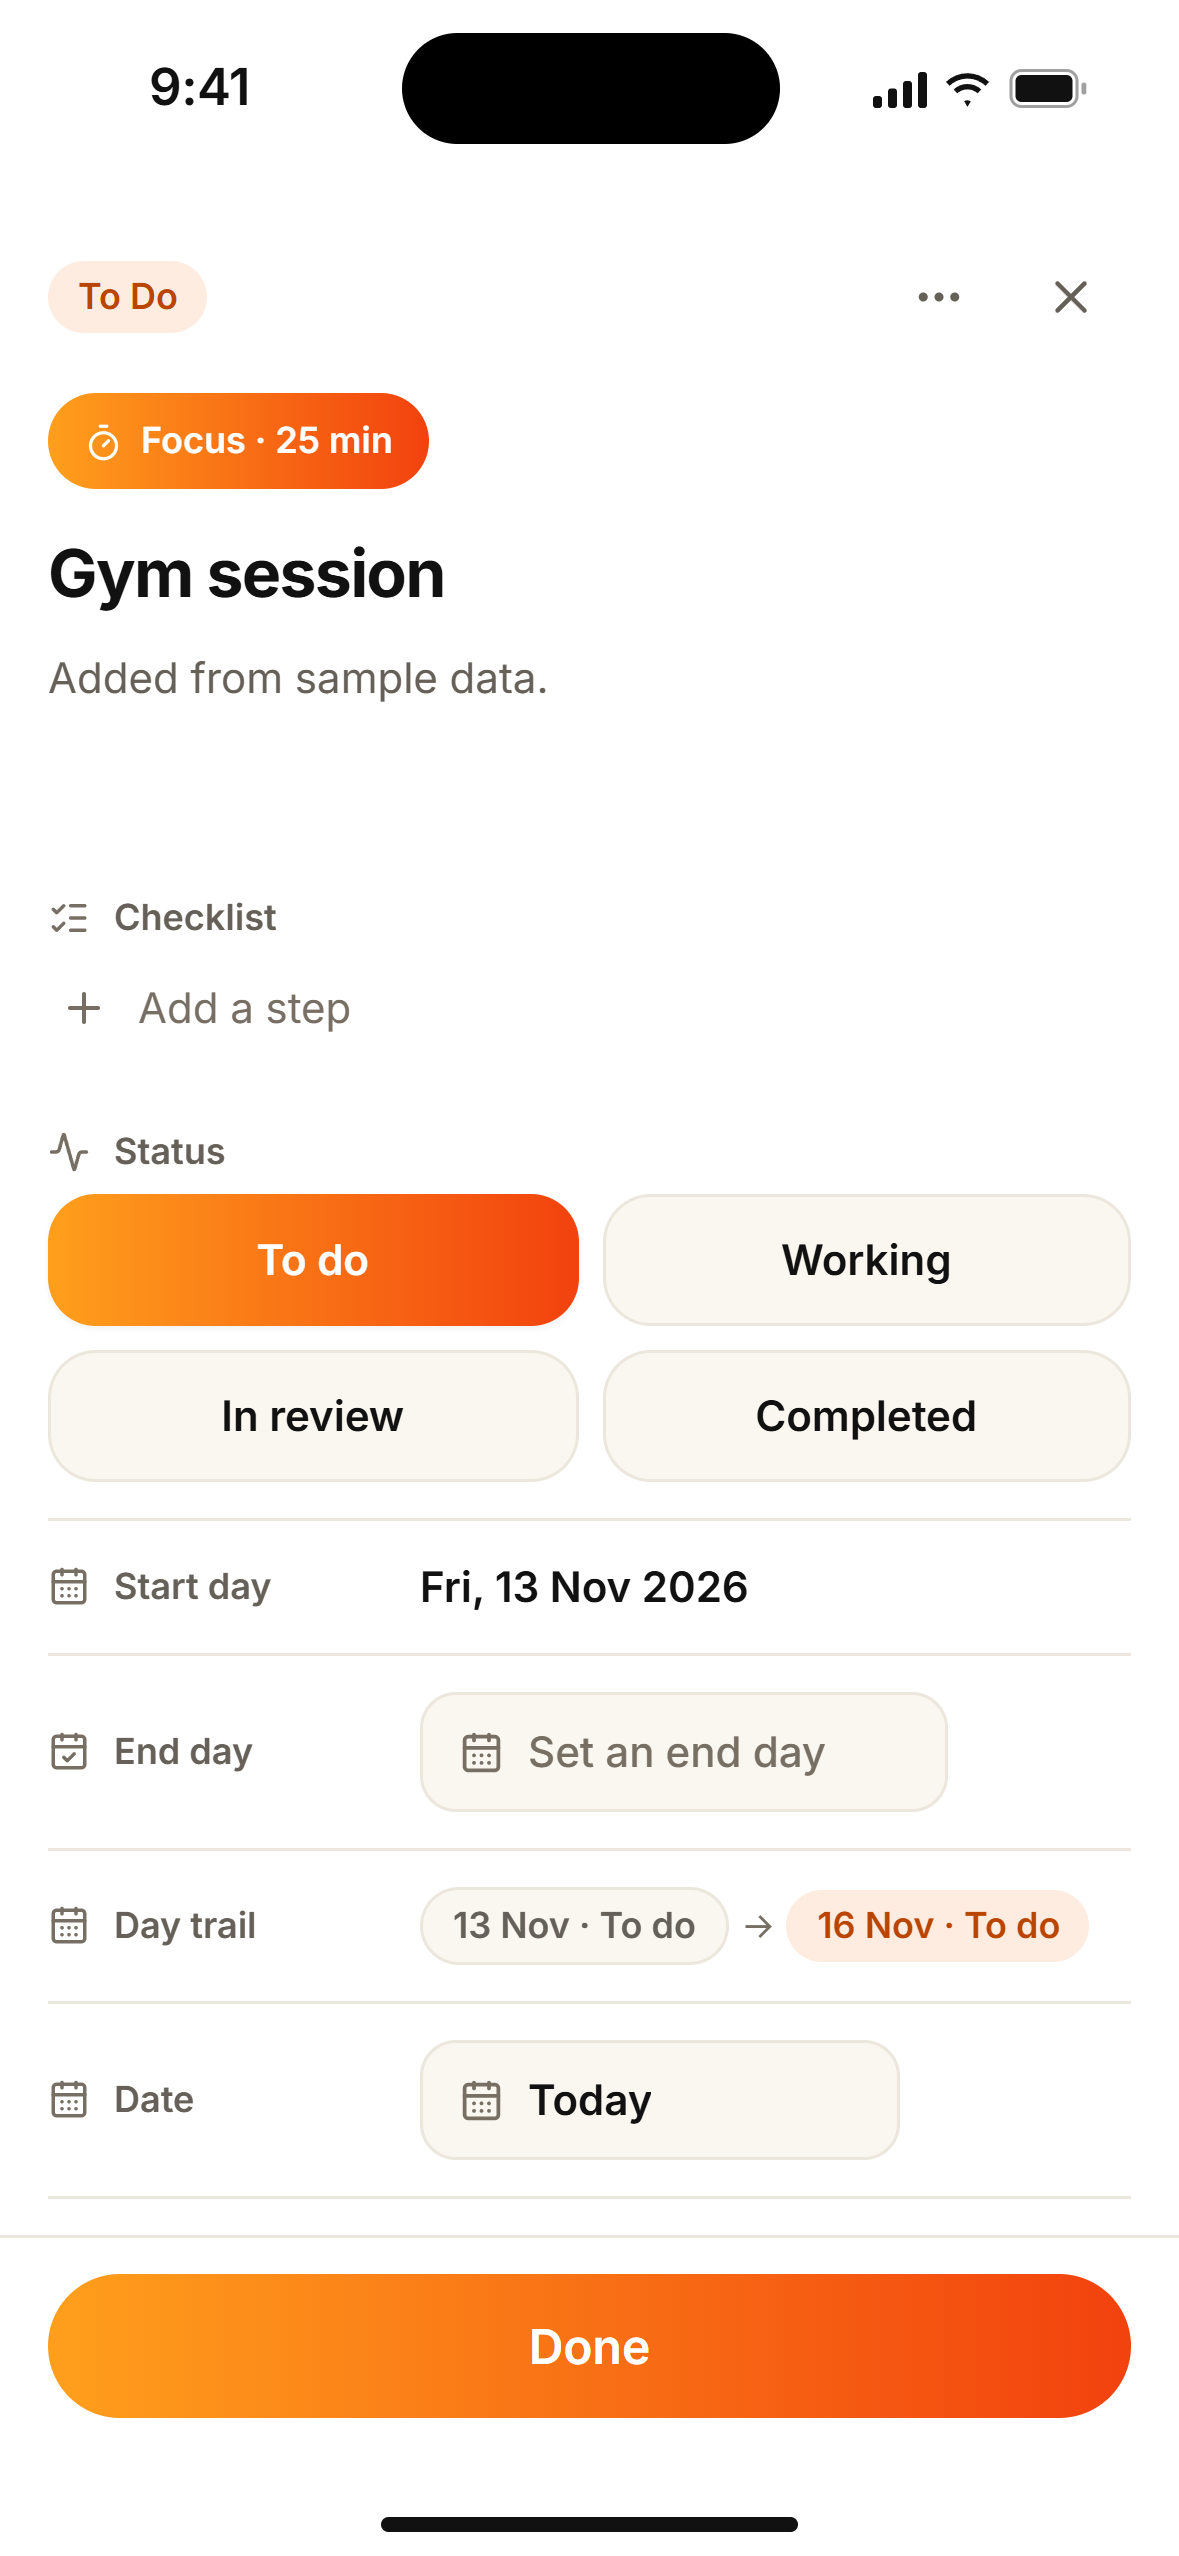 9:41
To Do
Focus · 25 min
Gym session
Added from sample data.
Checklist
Add a step
Status
To do
Working
In review
Completed
Start day
Fri, 13 Nov 2026
End day
Set an end day
Day trail
13 Nov · To do → 16 Nov · To do
Date
Today
Done